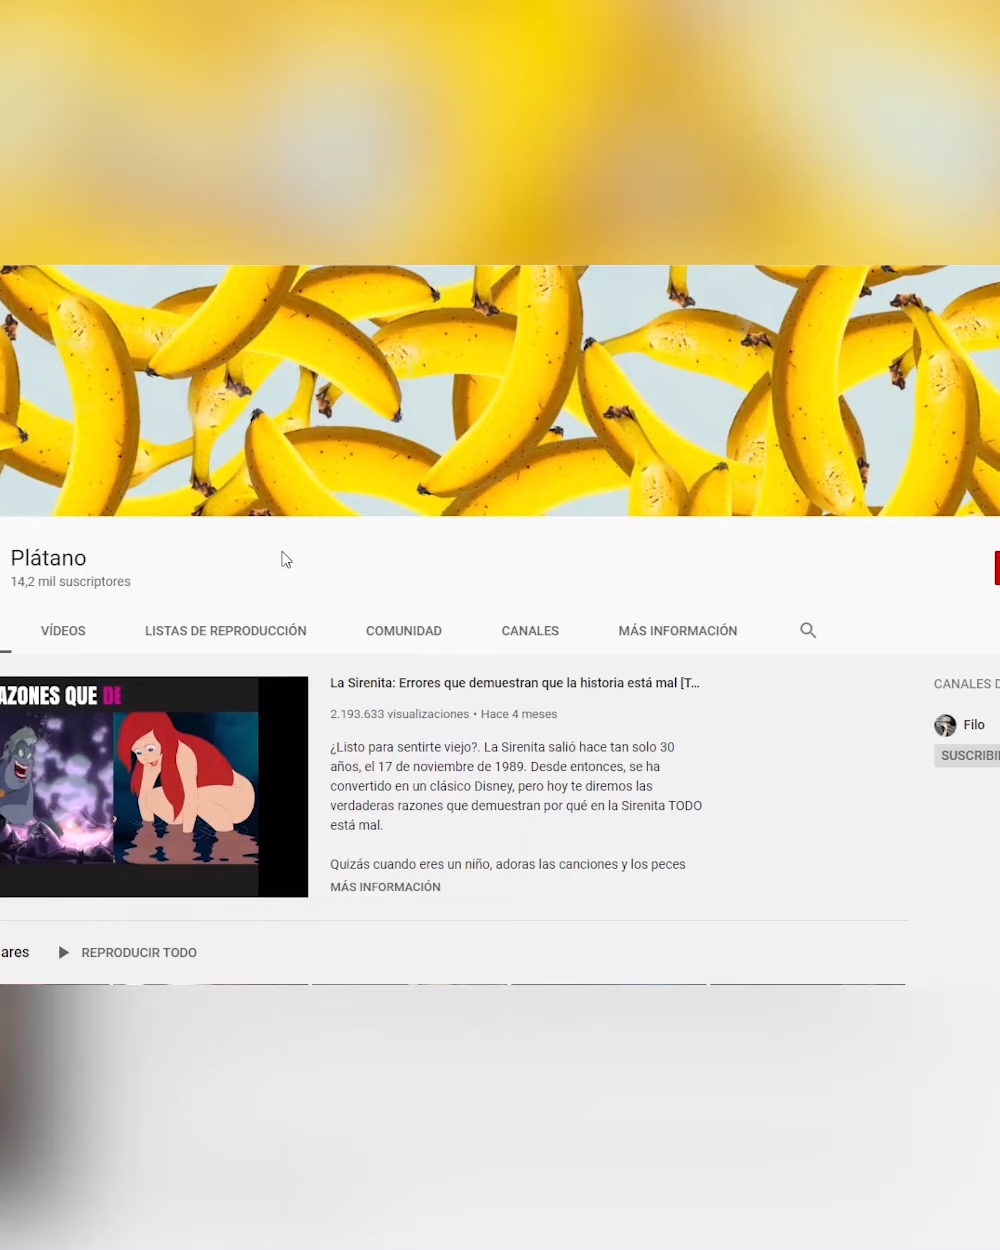 Plátano
14,2 mil suscriptores
VÍDEOS LISTAS DE REPRODUCCIÓN COMUNIDAD CANALES MÁS INFORMACIÓN
AZONES QUE DE
La Sirenita: Errores que demuestran que la historia está mal [T...
2.193.633 visualizaciones • Hace 4 meses
¿Listo para sentirte viejo?. La Sirenita salió hace tan solo 30
años, el 17 de noviembre de 1989. Desde entonces, se ha
convertido en un clásico Disney, pero hoy te diremos las
verdaderas razones que demuestran por qué en la Sirenita TODO
está mal.
Quizás cuando eres un niño, adoras las canciones y los peces
MÁS INFORMACIÓN
CANALES D
Filo
SUSCRIBI
ares REPRODUCIR TODO